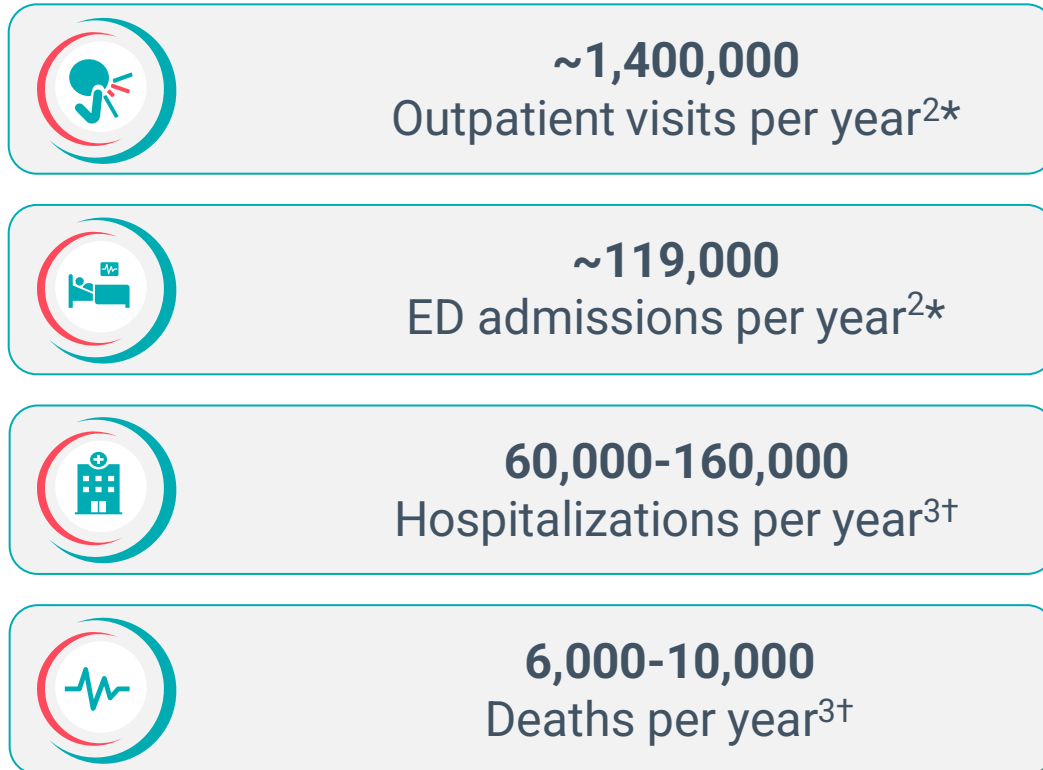 ~1,400,000
Outpatient visits per year²*
~119,000
ED admissions per year²*
60,000-160,000
Hospitalizations per year³†
6,000-10,000
Deaths per year³†